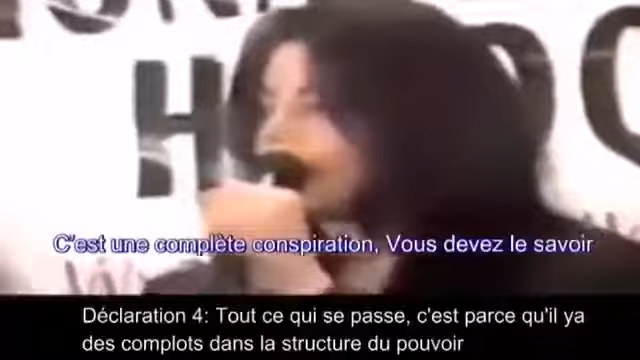 H
C'est une complète conspiration, Vous devez le savoir
Déclaration 4: Tout ce qui se passe, c'est parce qu'il ya
des complots dans la structure du pouvoir